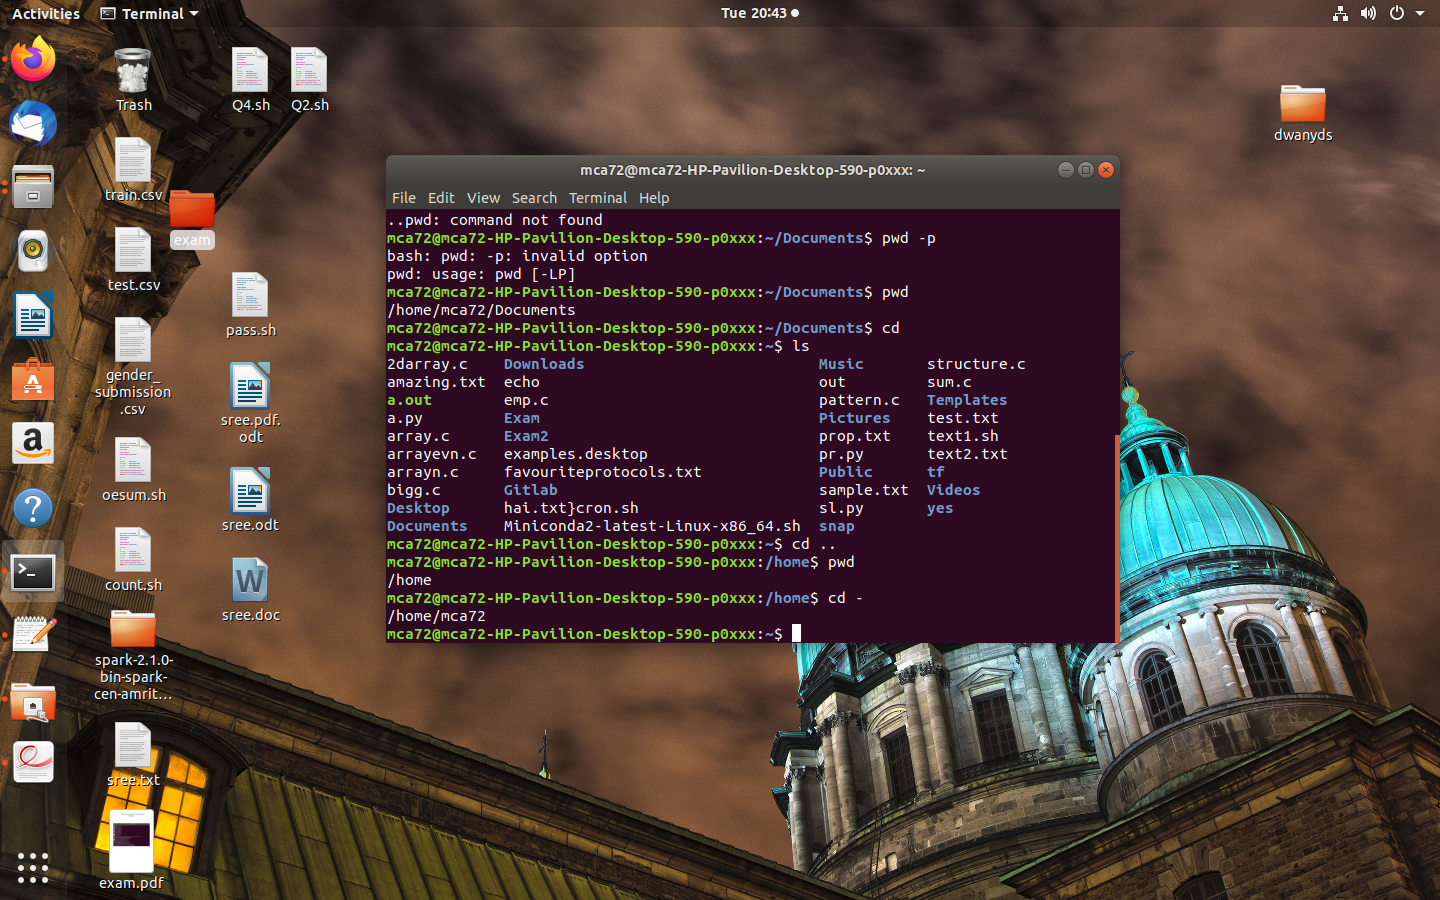 Activities
Terminal
Tue 20:43
Trash
Q4.sh
Q2.sh
train.csv
exam
test.csv
pass.sh
gender_
submission
.csv
sree.pdf.
odt
oesum.sh
sree.odt
count.sh
sree.doc
spark-2.1.0-
bin-spark-
cen-amrit…
sree.txt
exam.pdf
dwanyds
mca72@mca72-HP-Pavilion-Desktop-590-p0xxx: ~
File Edit View Search Terminal Help
..pwd: command not found
mca72@mca72-HP-Pavilion-Desktop-590-p0xxx:~/Documents$ pwd -p
bash: pwd: -p: invalid option
pwd: usage: pwd [-LP]
mca72@mca72-HP-Pavilion-Desktop-590-p0xxx:~/Documents$ pwd
/home/mca72/Documents
mca72@mca72-HP-Pavilion-Desktop-590-p0xxx:~/Documents$ cd
mca72@mca72-HP-Pavilion-Desktop-590-p0xxx:~$ ls
2darray.c Downloads Music structure.c
amazing.txt echo out sum.c
a.out emp.c pattern.c Templates
a.py Exam Pictures test.txt
array.c Exam2 prop.txt text1.sh
arrayevn.c examples.desktop pr.py text2.txt
arrayn.c favouriteprotocols.txt Public tf
bigg.c Gitlab sample.txt Videos
Desktop hai.txt}cron.sh sl.py yes
Documents Miniconda2-latest-Linux-x86_64.sh snap
mca72@mca72-HP-Pavilion-Desktop-590-p0xxx:~$ cd ..
mca72@mca72-HP-Pavilion-Desktop-590-p0xxx:/home$ pwd
/home
mca72@mca72-HP-Pavilion-Desktop-590-p0xxx:/home$ cd -
/home/mca72
mca72@mca72-HP-Pavilion-Desktop-590-p0xxx:~$